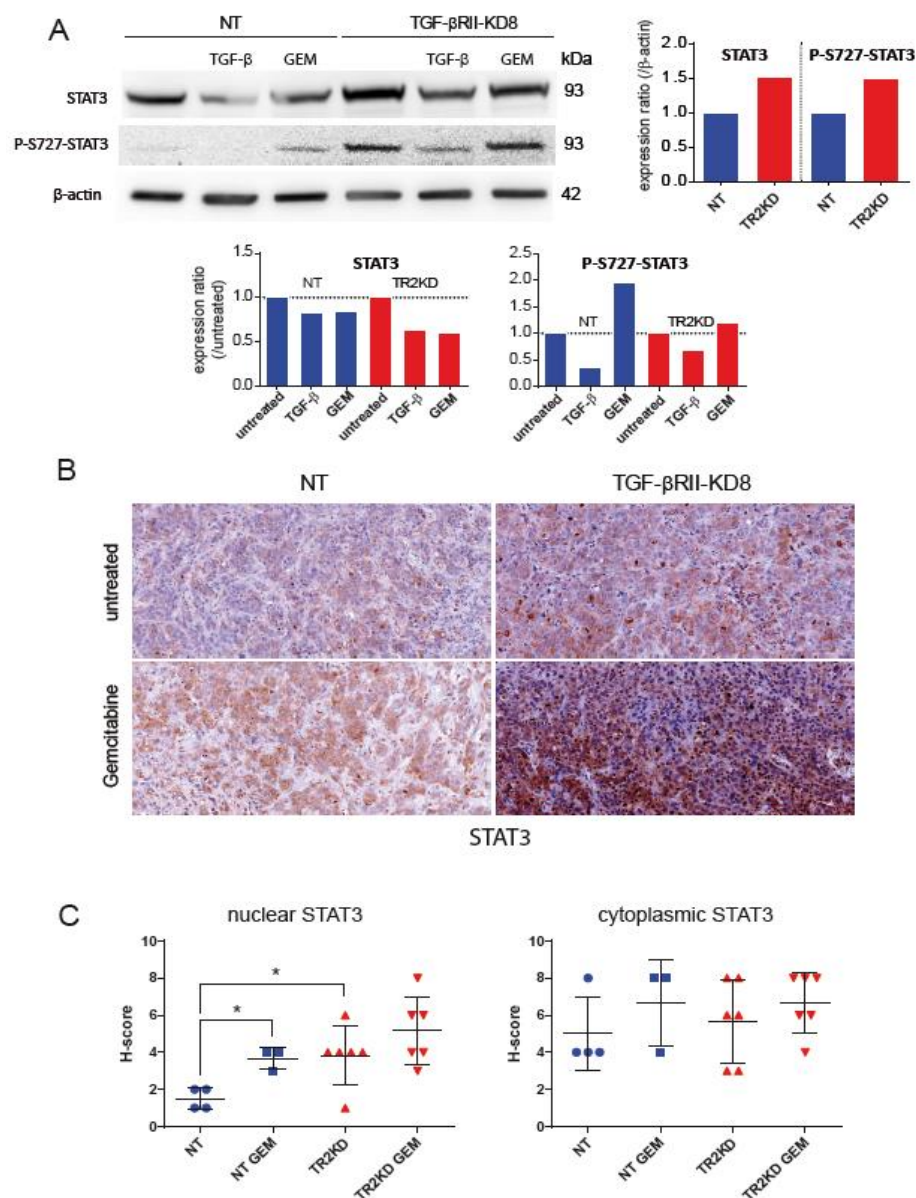 A
NT
TGF-βRII-KD8
TGF-β GEM TGF-β GEM kDa
STAT3 93
P-S727-STAT3 93
β-actin 42
expression ratio (/β-actin)
2.0
1.5
1.0
0.5
0.0
STAT3 P-S727-STAT3
NT TR2KD NT TR2KD
expression ratio
(/untreated)
1.5
1.0
0.5
0.0
STAT3
NT TR2KD
untreated TGF-β GEM untreated TGF-β GEM
2.5
2.0
1.5
1.0
0.5
0.0
P-S727-STAT3
NT TR2KD
untreated TGF-β GEM untreated TGF-β GEM
B
NT TGF-βRII-KD8
untreated
Gemcitabine
STAT3
C
nuclear STAT3
H-score
10
8
6
4
2
0
*
*
NT NT GEM TR2KD TR2KD GEM
cytoplasmic STAT3
H-score
10
8
6
4
2
0
NT NT GEM TR2KD TR2KD GEM